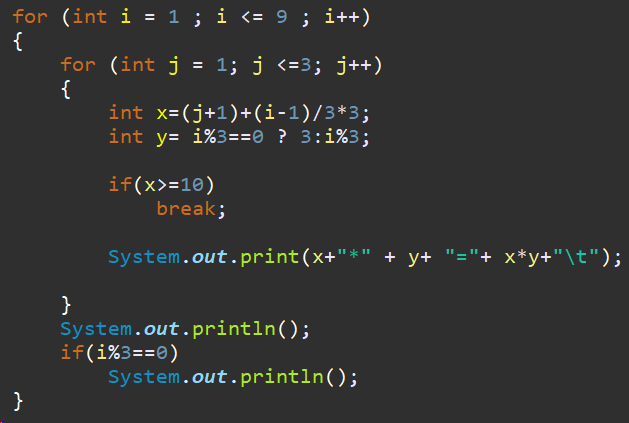 for (int i = 1 ; i <= 9 ; i++)
{
    for (int j = 1; j <=3; j++)
    {
        int x=(j+1)+(i-1)/3*3;
        int y= i%3==0 ? 3:i%3;

        if(x>=10)
            break;

        System.out.print(x+"*" + y+ "="+ x*y+"\t");

    }
    System.out.println();
    if(i%3==0)
        System.out.println();
}